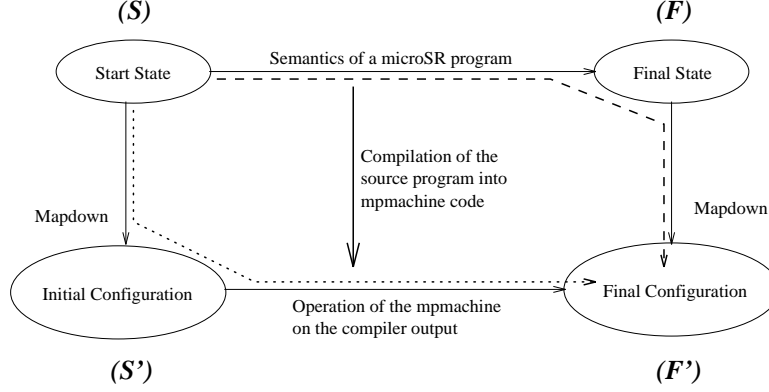 (S)
(F)
Semantics of a microSR program
Start State
Final State
Compilation of the
source program into
mpmachine code
Mapdown
Mapdown
Initial Configuration
Final Configuration
Operation of the mpmachine
on the compiler output
(S')
(F')